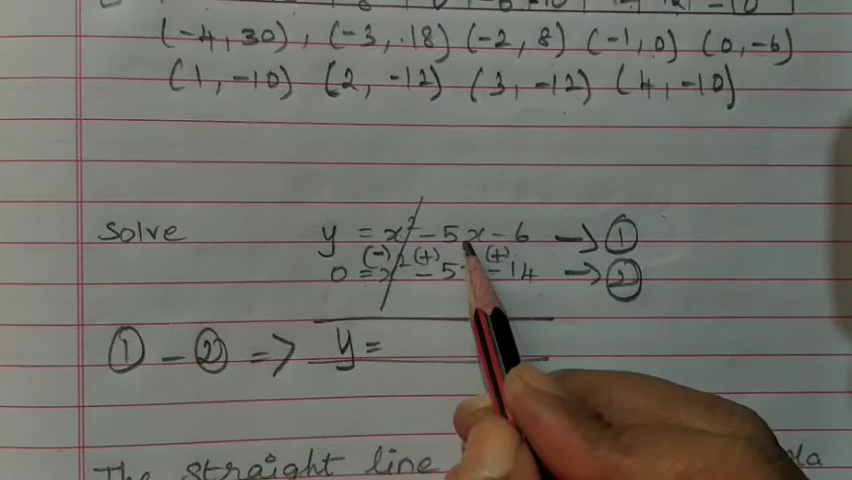 (-4, 30), (-3, 18) (-2, 8) (-1, 0) (0, -6)
(1, -10) (2, -12) (3, -12) (4, -10)
Solve y = x² - 5x - 6 → ①
(-) (+) (+)
0 = x² - 5 - 14 → ②
① - ② => y =
The straight line